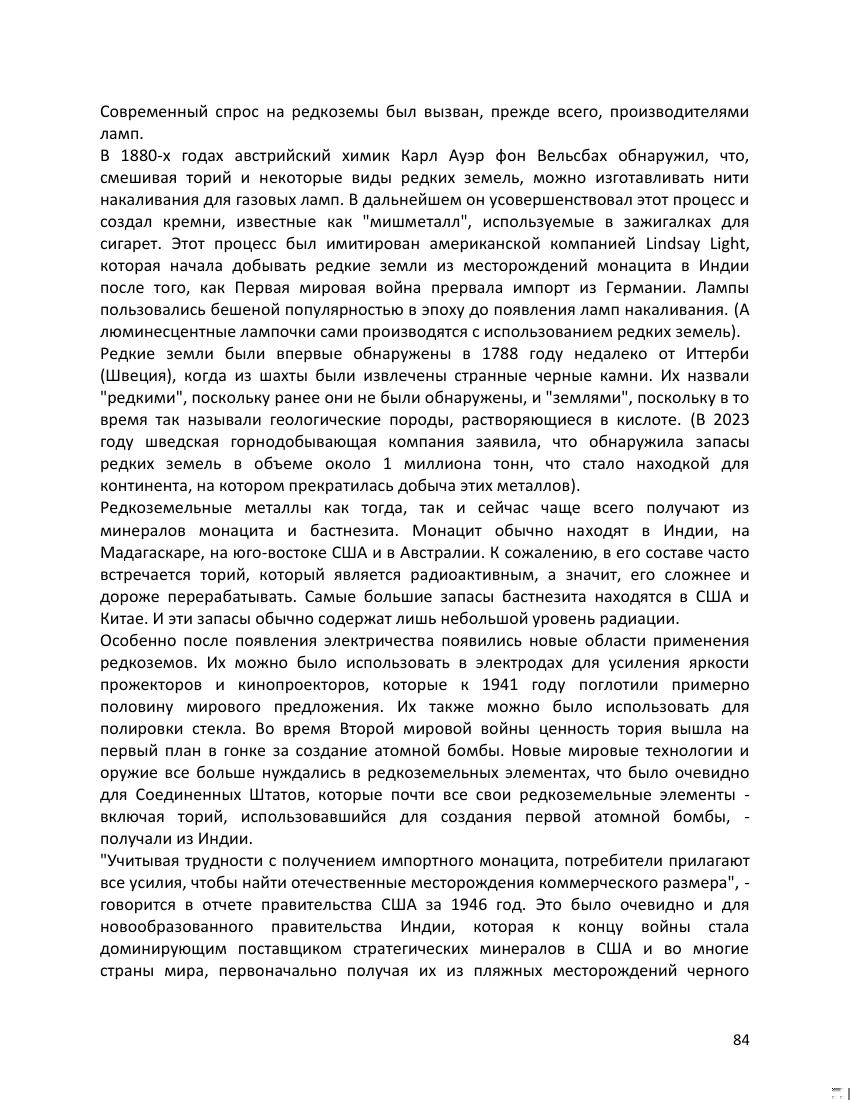 Современный спрос на редкоземы был вызван, прежде всего, производителями
ламп.
В 1880-х годах австрийский химик Карл Ауэр фон Вельсбах обнаружил, что,
смешивая торий и некоторые виды редких земель, можно изготавливать нити
накаливания для газовых ламп. В дальнейшем он усовершенствовал этот процесс и
создал кремни, известные как "мишметалл", используемые в зажигалках для
сигарет. Этот процесс был имитирован американской компанией Lindsay Light,
которая начала добывать редкие земли из месторождений монацита в Индии
после того, как Первая мировая война прервала импорт из Германии. Лампы
пользовались бешеной популярностью в эпоху до появления ламп накаливания. (А
люминесцентные лампочки сами производятся с использованием редких земель).
Редкие земли были впервые обнаружены в 1788 году недалеко от Иттерби
(Швеция), когда из шахты были извлечены странные черные камни. Их назвали
"редкими", поскольку ранее они не были обнаружены, и "землями", поскольку в то
время так называли геологические породы, растворяющиеся в кислоте. (В 2023
году шведская горнодобывающая компания заявила, что обнаружила запасы
редких земель в объеме около 1 миллиона тонн, что стало находкой для
континента, на котором прекратилась добыча этих металлов).
Редкоземельные металлы как тогда, так и сейчас чаще всего получают из
минералов монацита и бастнезита. Монацит обычно находят в Индии, на
Мадагаскаре, на юго-востоке США и в Австралии. К сожалению, в его составе часто
встречается торий, который является радиоактивным, а значит, его сложнее и
дороже перерабатывать. Самые большие запасы бастнезита находятся в США и
Китае. И эти запасы обычно содержат лишь небольшой уровень радиации.
Особенно после появления электричества появились новые области применения
редкоземов. Их можно было использовать в электродах для усиления яркости
прожекторов и кинопроекторов, которые к 1941 году поглотили примерно
половину мирового предложения. Их также можно было использовать для
полировки стекла. Во время Второй мировой войны ценность тория вышла на
первый план в гонке за создание атомной бомбы. Новые мировые технологии и
оружие все больше нуждались в редкоземельных элементах, что было очевидно
для Соединенных Штатов, которые почти все свои редкоземельные элементы -
включая торий, использовавшийся для создания первой атомной бомбы, -
получали из Индии.
"Учитывая трудности с получением импортного монацита, потребители прилагают
все усилия, чтобы найти отечественные месторождения коммерческого размера", -
говорится в отчете правительства США за 1946 год. Это было очевидно и для
новообразованного правительства Индии, которая к концу войны стала
доминирующим поставщиком стратегических минералов в США и во многие
страны мира, первоначально получая их из пляжных месторождений черного
84